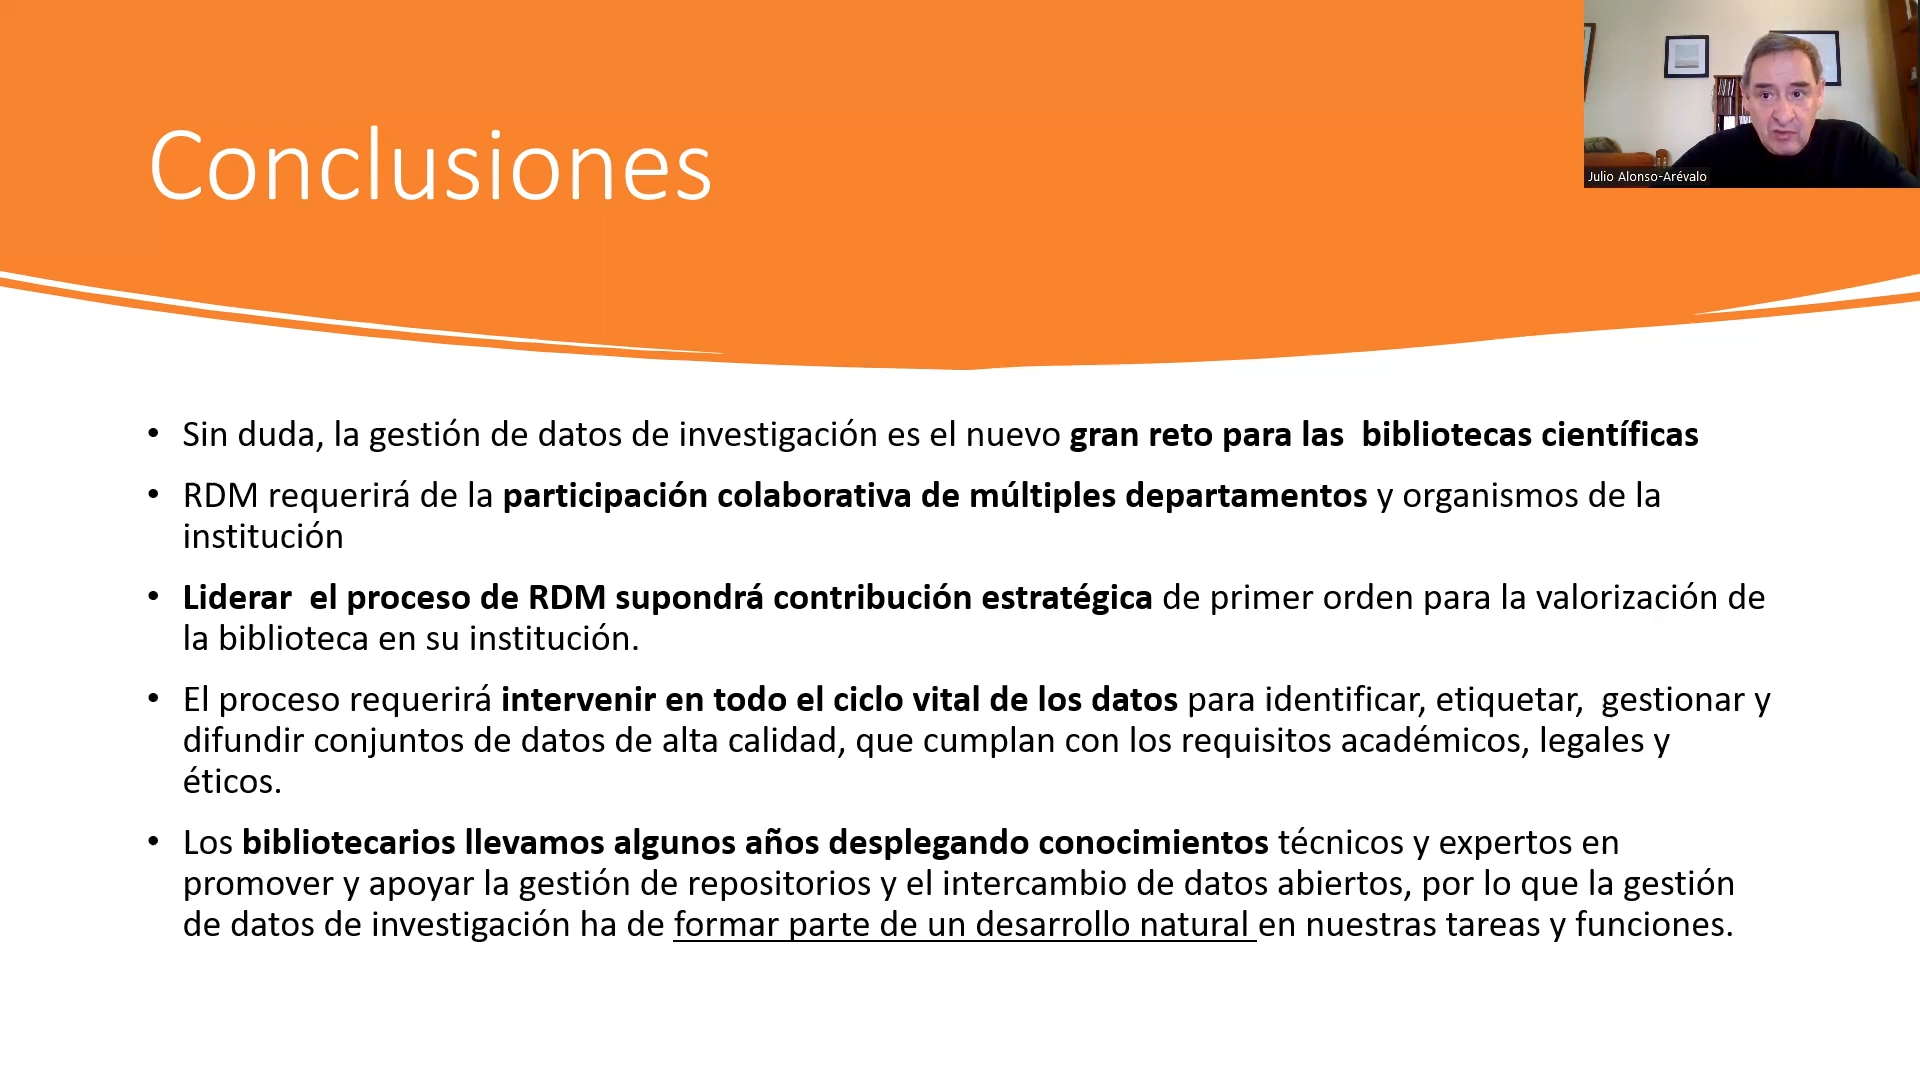 Conclusiones
Julio Alonso-Arévalo
• Sin duda, la gestión de datos de investigación es el nuevo gran reto para las  bibliotecas científicas
• RDM requerirá de la participación colaborativa de múltiples departamentos y organismos de la
institución
• Liderar  el proceso de RDM supondrá contribución estratégica de primer orden para la valorización de
la biblioteca en su institución.
• El proceso requerirá intervenir en todo el ciclo vital de los datos para identificar, etiquetar,  gestionar y
difundir conjuntos de datos de alta calidad, que cumplan con los requisitos académicos, legales y
éticos.
• Los bibliotecarios llevamos algunos años desplegando conocimientos técnicos y expertos en
promover y apoyar la gestión de repositorios y el intercambio de datos abiertos, por lo que la gestión
de datos de investigación ha de formar parte de un desarrollo natural en nuestras tareas y funciones.